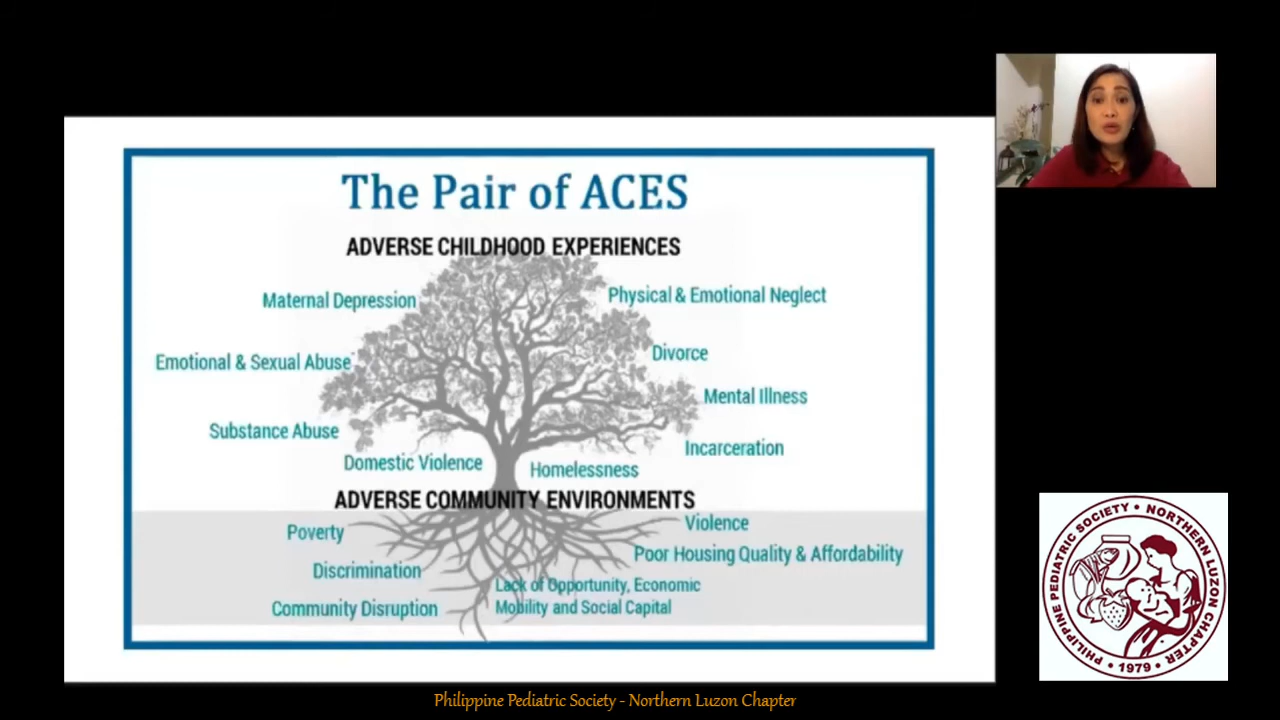 The Pair of ACES
ADVERSE CHILDHOOD EXPERIENCES
Maternal Depression
Physical & Emotional Neglect
Emotional & Sexual Abuse
Divorce
Mental Illness
Substance Abuse
Incarceration
Domestic Violence
Homelessness
ADVERSE COMMUNITY ENVIRONMENTS
Poverty
Violence
Poor Housing Quality & Affordability
Discrimination
Lack of Opportunity, Economic
Mobility and Social Capital
Community Disruption
PHILIPPINE PEDIATRIC SOCIETY • NORTHERN LUZON CHAPTER • 1979 •
Philippine Pediatric Society - Northern Luzon Chapter